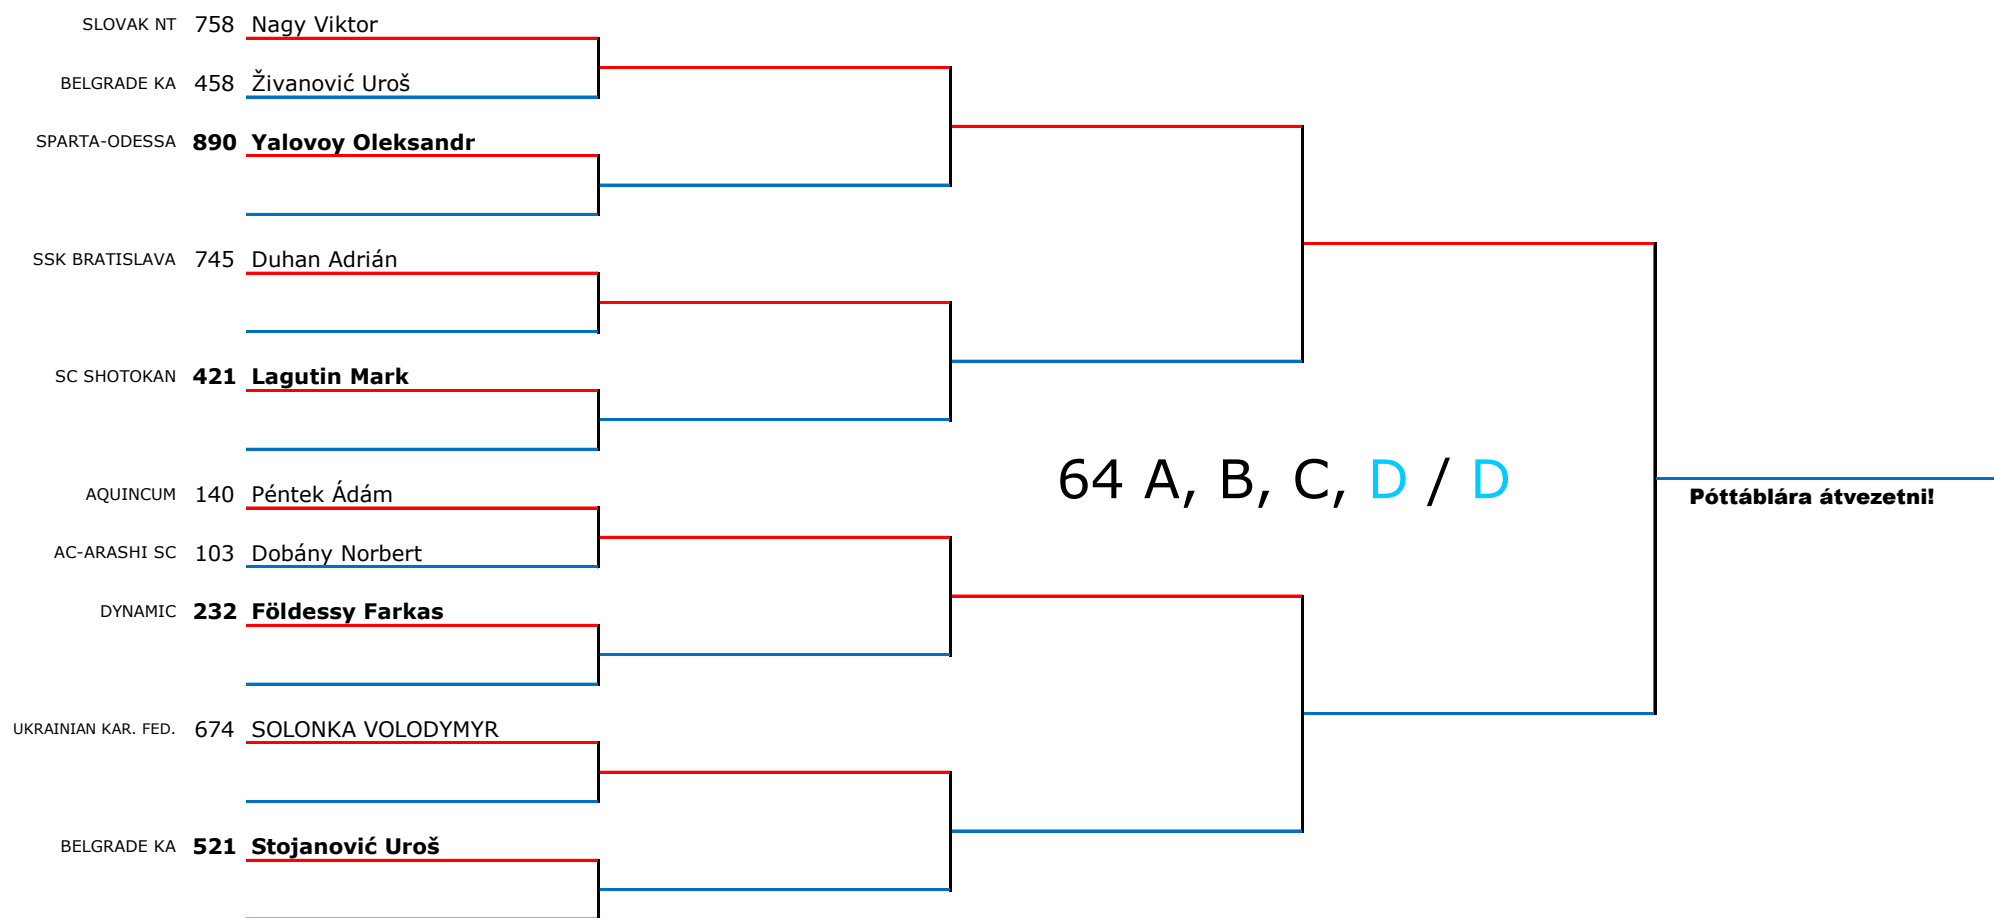 SLOVAK NT 758 Nagy Viktor
BELGRADE KA 458 Živanović Uroš
SPARTA-ODESSA 890 Yalovoy Oleksandr
SSK BRATISLAVA 745 Duhan Adrián
SC SHOTOKAN 421 Lagutin Mark
64 A, B, C, D / D
AQUINCUM 140 Péntek Ádám
Póttáblára átvezetni!
AC-ARASHI SC 103 Dobány Norbert
DYNAMIC 232 Földessy Farkas
UKRAINIAN KAR. FED. 674 SOLONKA VOLODYMYR
BELGRADE KA 521 Stojanović Uroš